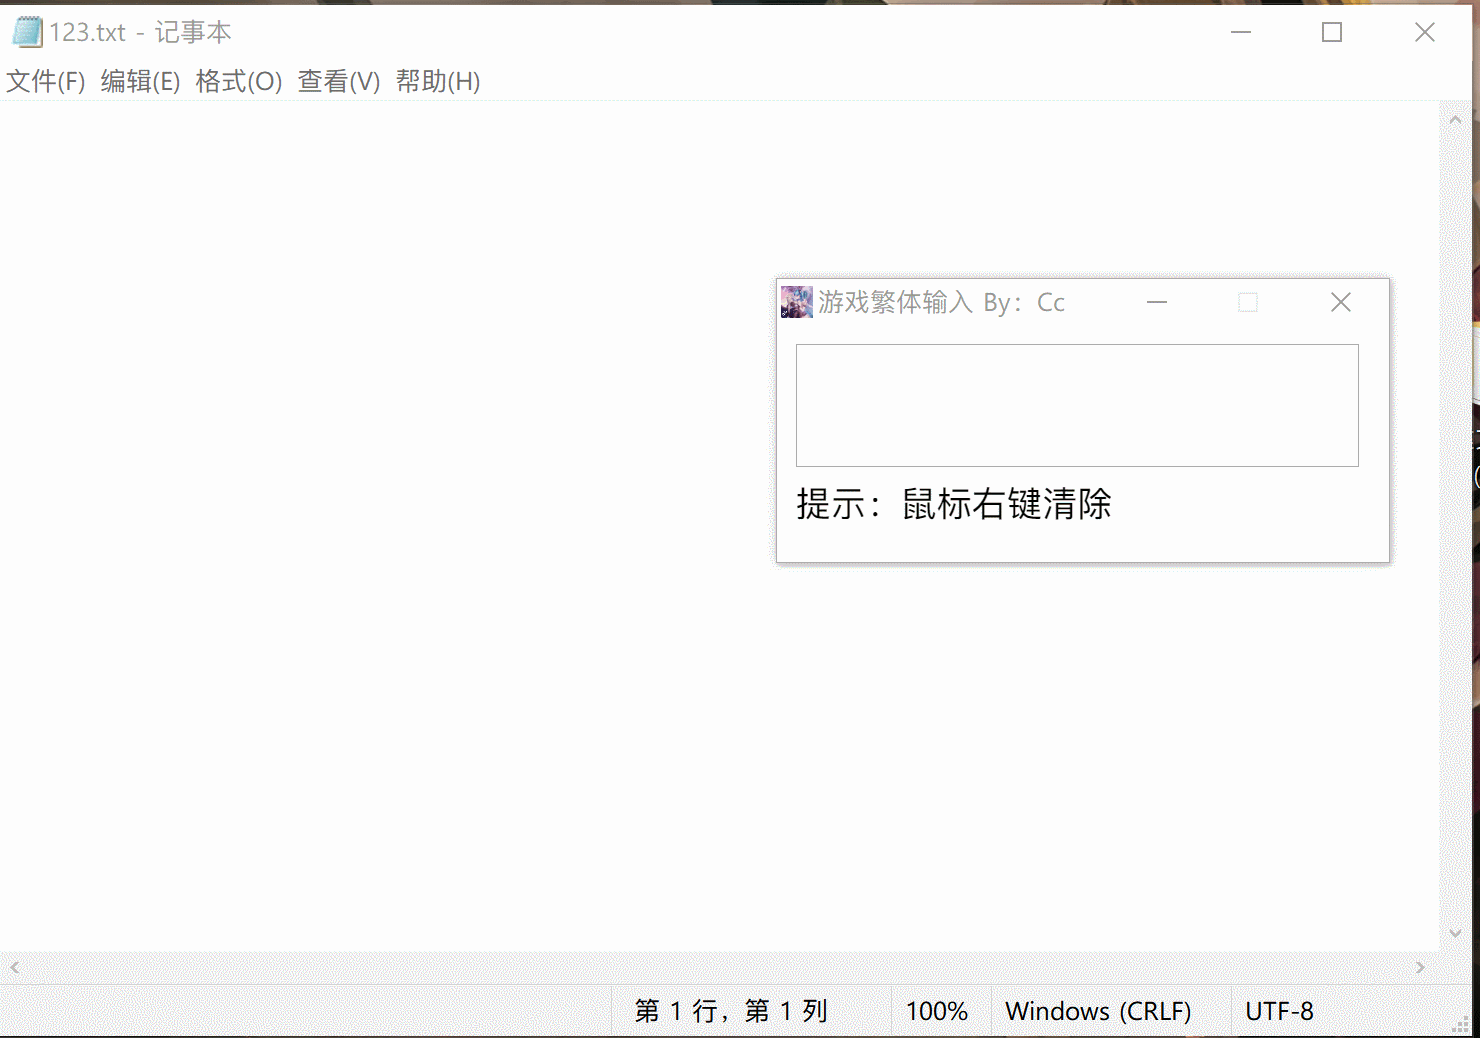 123.txt - 记事本
文件(F) 编辑(E) 格式(O) 查看(V) 帮助(H)
游戏繁体输入 By：Cc
提示：鼠标右键清除
第 1 行，第 1 列 100% Windows (CRLF) UTF-8